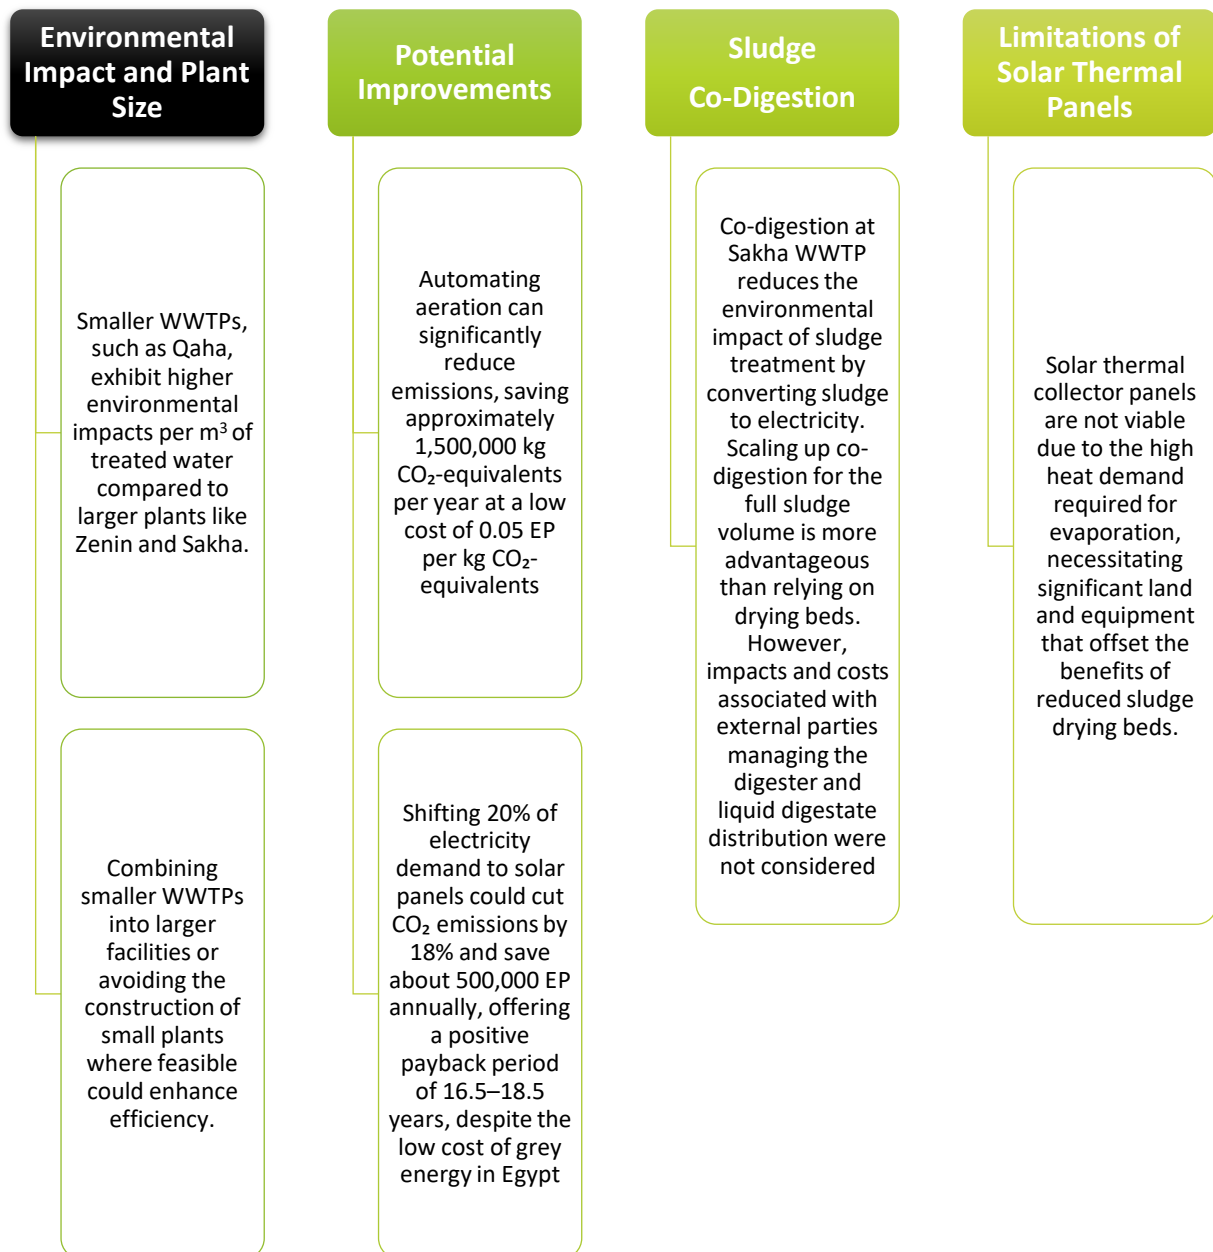 Environmental
Impact and Plant
Size
Smaller WWTPs,
such as Qaha,
exhibit higher
environmental
impacts per m³ of
treated water
compared to
larger plants like
Zenin and Sakha.
Combining
smaller WWTPs
into larger
facilities or
avoiding the
construction of
small plants
where feasible
could enhance
efficiency.
Potential
Improvements
Automating
aeration can
significantly
reduce
emissions, saving
approximately
1,500,000 kg
CO₂-equivalents
per year at a low
cost of 0.05 EP
per kg CO₂-
equivalents
Shifting 20% of
electricity
demand to solar
panels could cut
CO₂ emissions by
18% and save
about 500,000 EP
annually, offering
a positive
payback period
of 16.5–18.5
years, despite the
low cost of grey
energy in Egypt
Sludge
Co-Digestion
Co-digestion at
Sakha WWTP
reduces the
environmental
impact of sludge
treatment by
converting sludge
to electricity.
Scaling up co-
digestion for the
full sludge
volume is more
advantageous
than relying on
drying beds.
However,
impacts and costs
associated with
external parties
managing the
digester and
liquid digestate
distribution were
not considered
Limitations of
Solar Thermal
Panels
Solar thermal
collector panels
are not viable
due to the high
heat demand
required for
evaporation,
necessitating
significant land
and equipment
that offset the
benefits of
reduced sludge
drying beds.